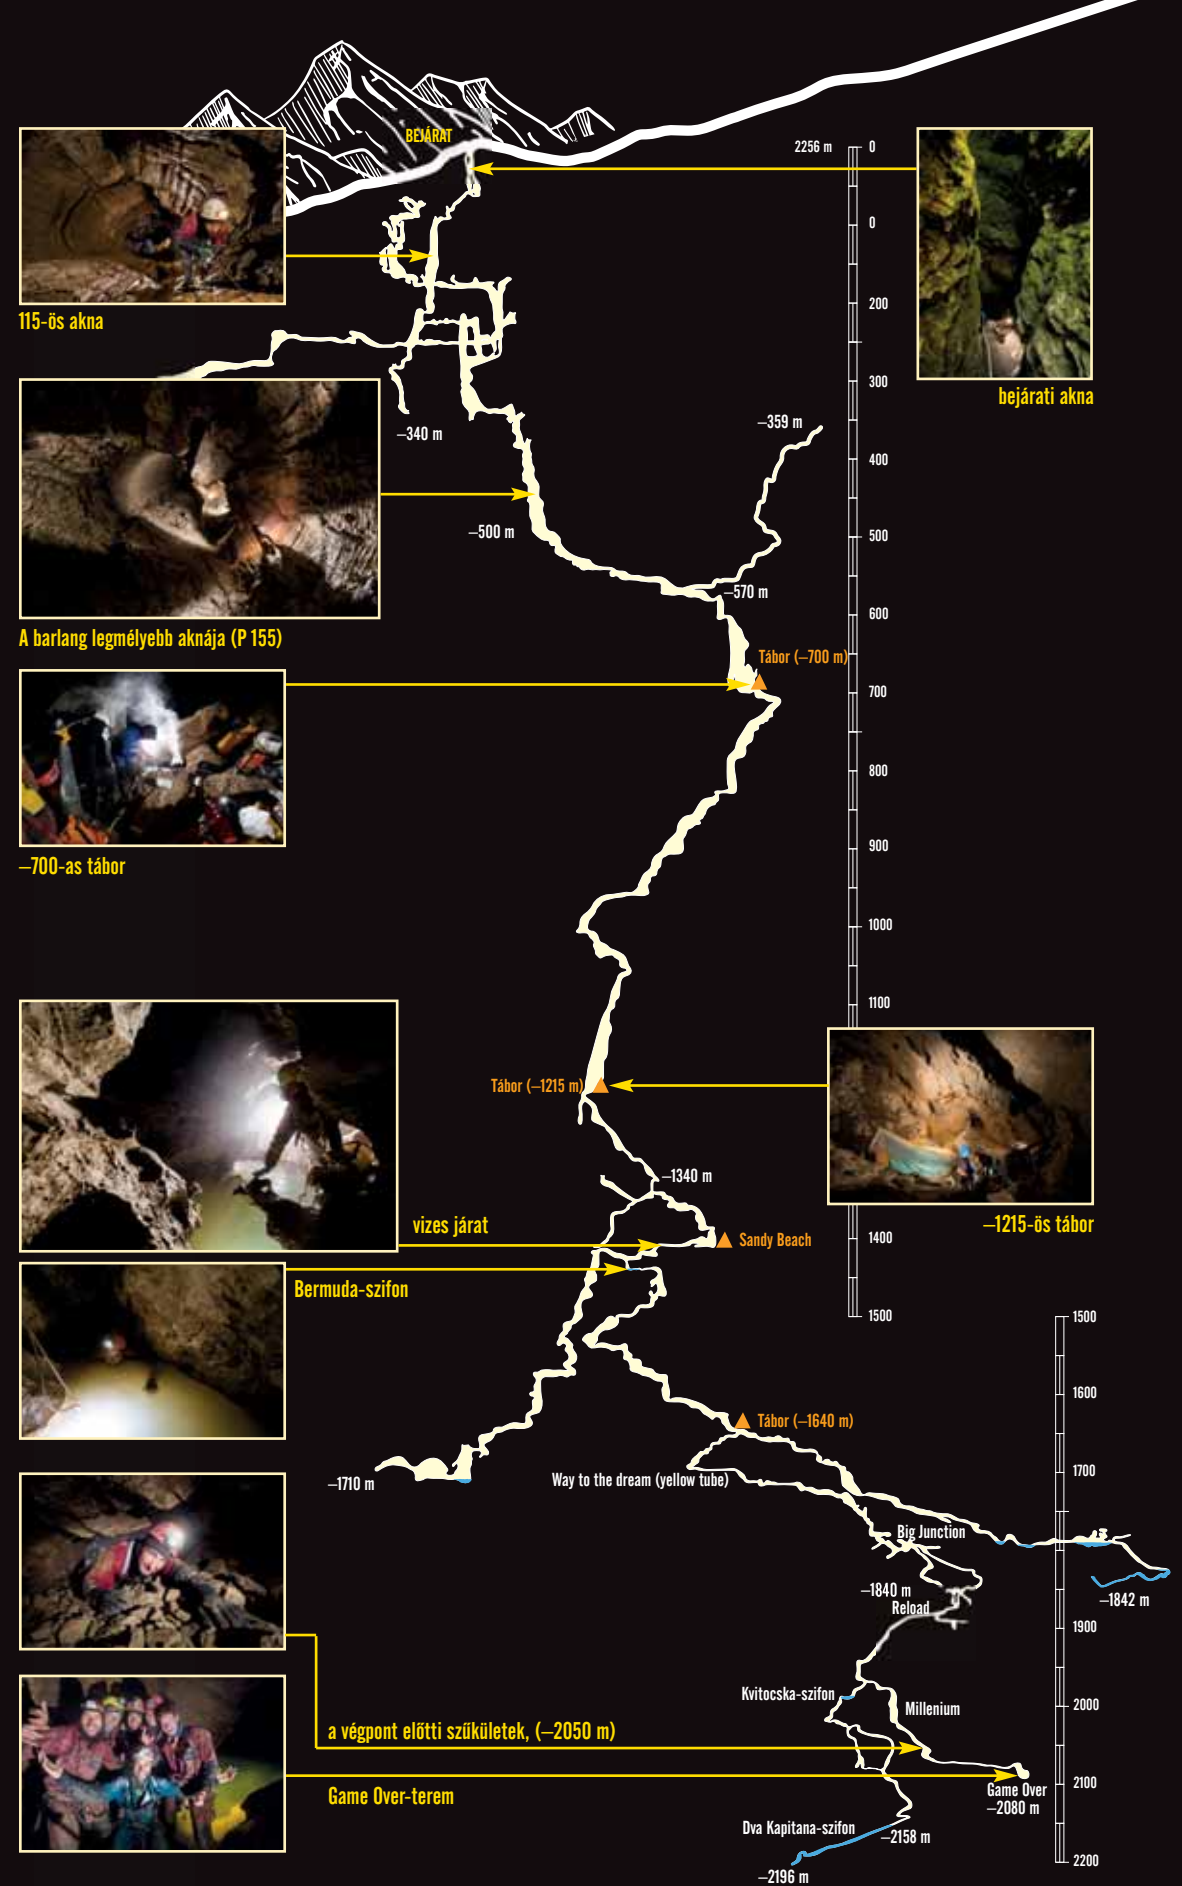 BEJÁRAT
2256 m
0
0
200
300
400
500
600
700
800
900
1000
1100
1400
1500
115-ös akna
bejárati akna
–340 m
–359 m
–500 m
–570 m
A barlang legmélyebb aknája (P 155)
Tábor (–700 m)
–700-as tábor
Tábor (–1215 m)
–1340 m
–1215-ös tábor
vizes járat
Sandy Beach
Bermuda-szifon
1500
1600
1700
1900
2000
2100
2200
Tábor (–1640 m)
–1710 m
Way to the dream (yellow tube)
Big Junction
–1840 m
–1842 m
Reload
Kvitocska-szifon
Millenium
a végpont előtti szűkületek, (–2050 m)
Game Over-terem
Game Over
–2080 m
Dva Kapitana-szifon
–2158 m
–2196 m